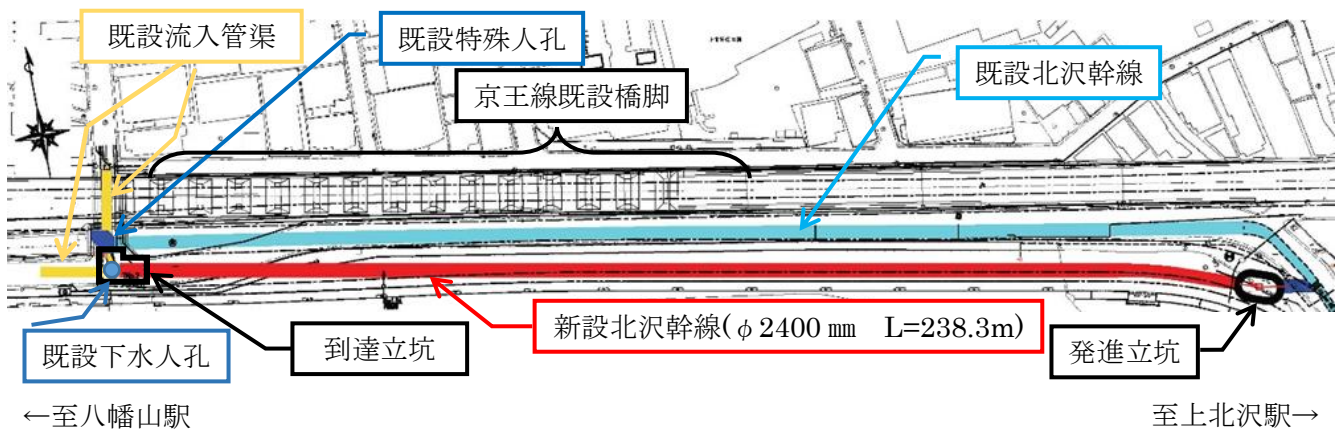 既設流入管渠
既設特殊人孔
既設北沢幹線
京王線既設橋脚
新設北沢幹線(φ2400㎜ L=238.3m)
到達立坑
発進立坑
既設下水人孔
←至八幡山駅
至上北沢駅→